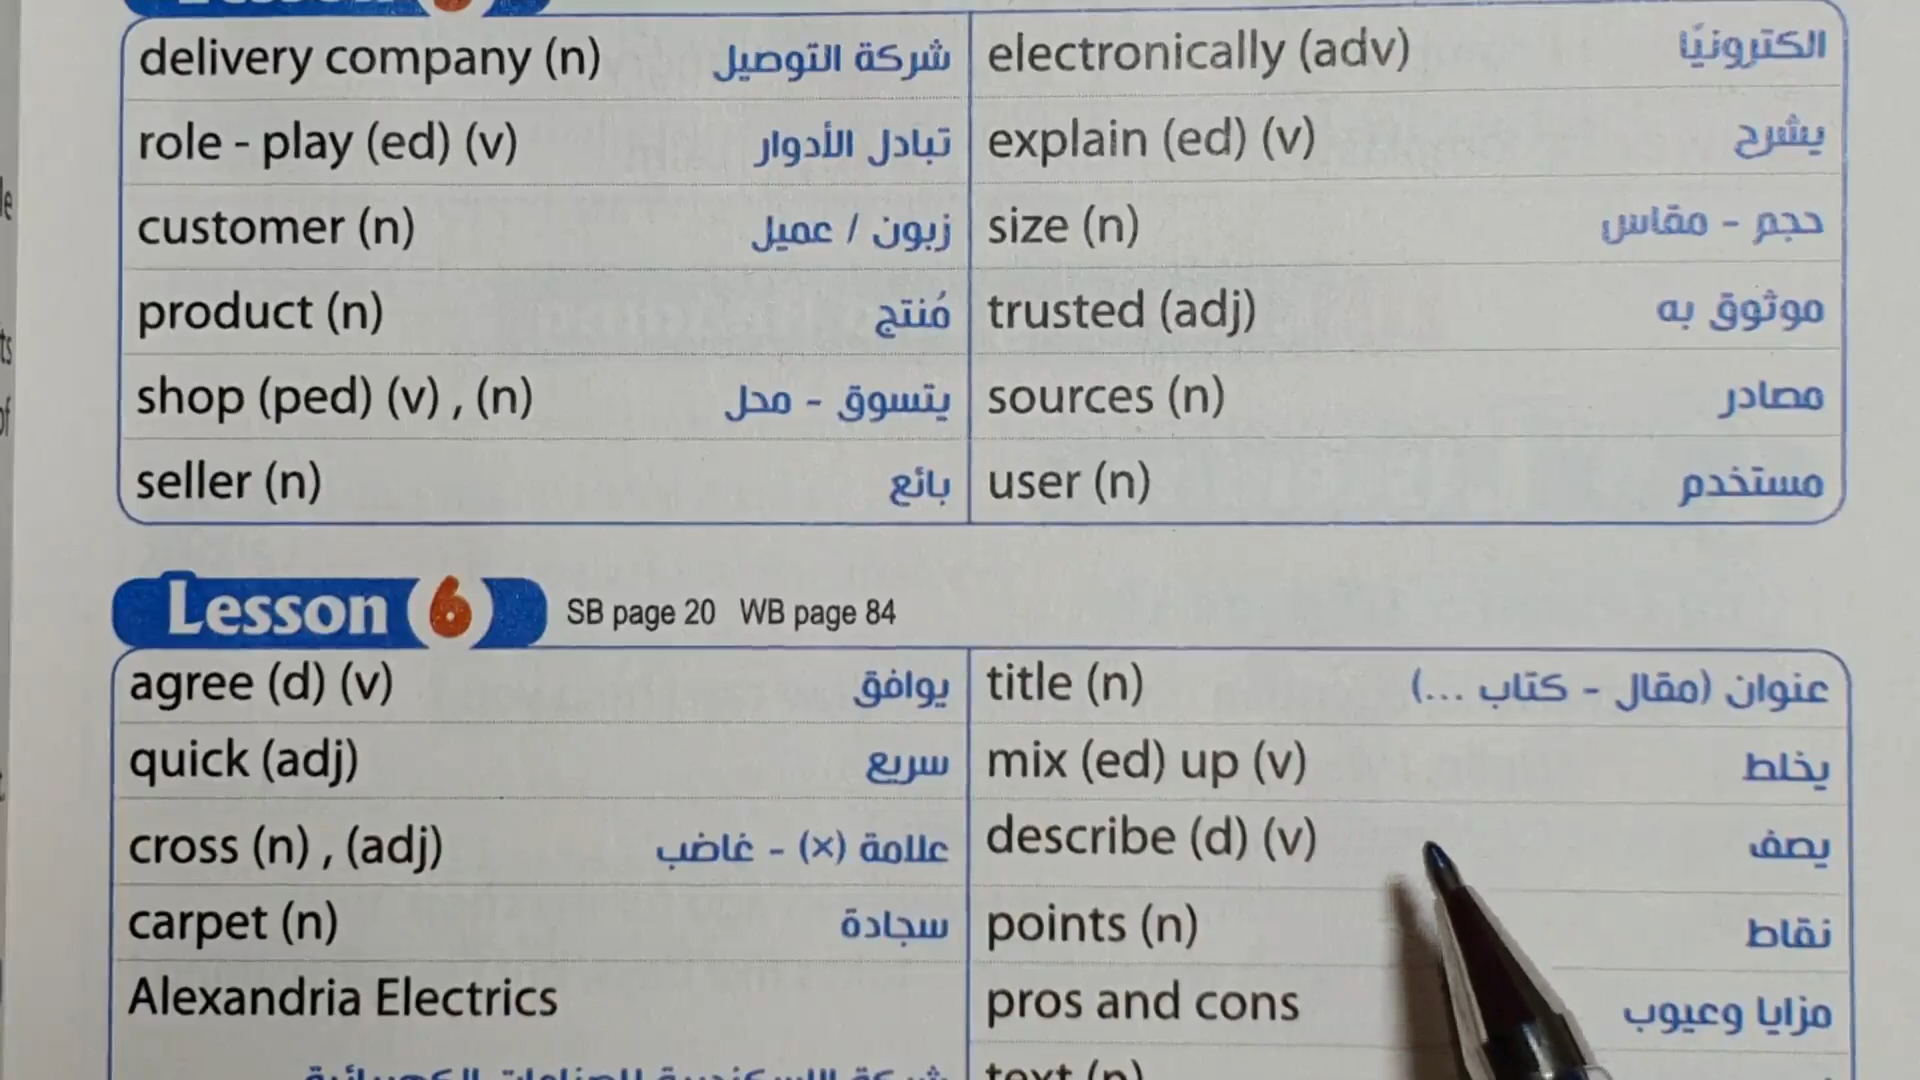 delivery company (n) شركة التوصيل
electronically (adv) الكترونيًا
role - play (ed) (v) تبادل الأدوار
explain (ed) (v) يشرح
customer (n) زبون / عميل
size (n) حجم - مقاس
product (n) مُنتج
trusted (adj) موثوق به
shop (ped) (v) , (n) يتسوق - محل
sources (n) مصادر
seller (n) بائع
user (n) مستخدم
Lesson 6 SB page 20 WB page 84
agree (d) (v) يوافق
title (n) عنوان (مقال - كتاب ...)
quick (adj) سريع
mix (ed) up (v) يخلط
cross (n) , (adj) علامة (×) - غاضب
describe (d) (v) يصف
carpet (n) سجادة
points (n) نقاط
Alexandria Electrics
pros and cons مزايا وعيوب
text (n)